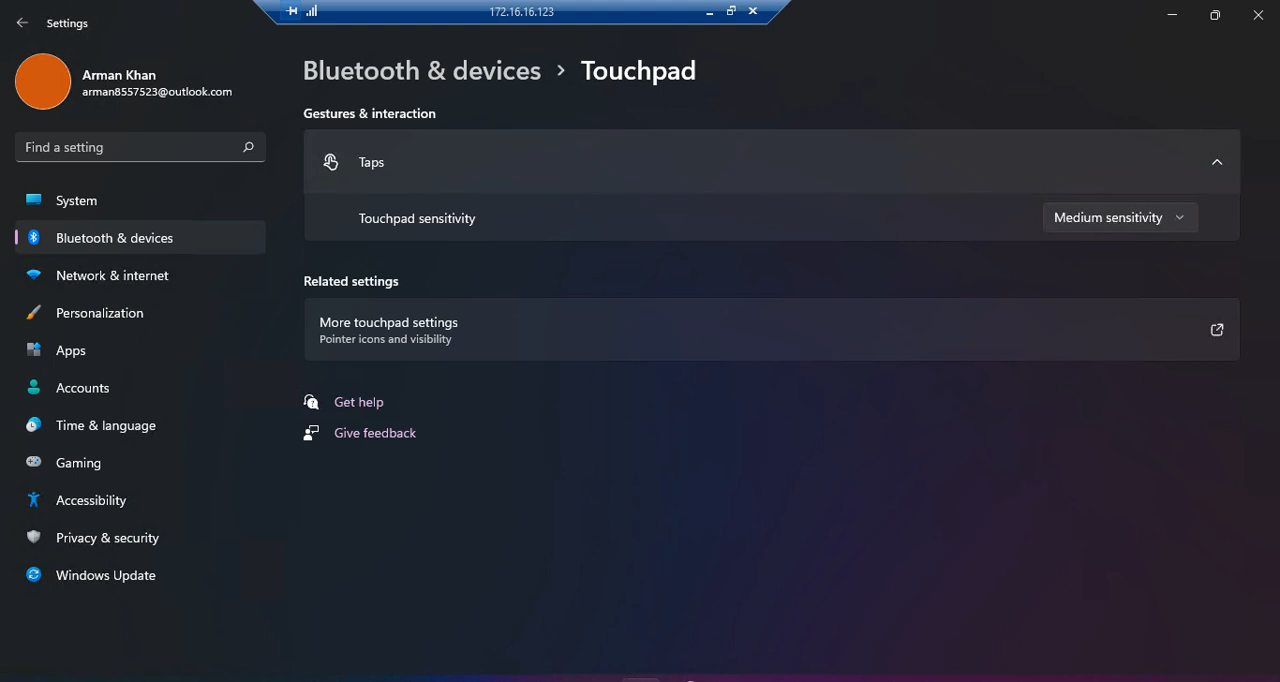 172.16.16.123
Settings
Arman Khan
arman8557523@outlook.com
Find a setting
System
Bluetooth & devices
Network & internet
Personalization
Apps
Accounts
Time & language
Gaming
Accessibility
Privacy & security
Windows Update
Bluetooth & devices > Touchpad
Gestures & interaction
Taps
Touchpad sensitivity
Medium sensitivity
Related settings
More touchpad settings
Pointer icons and visibility
Get help
Give feedback